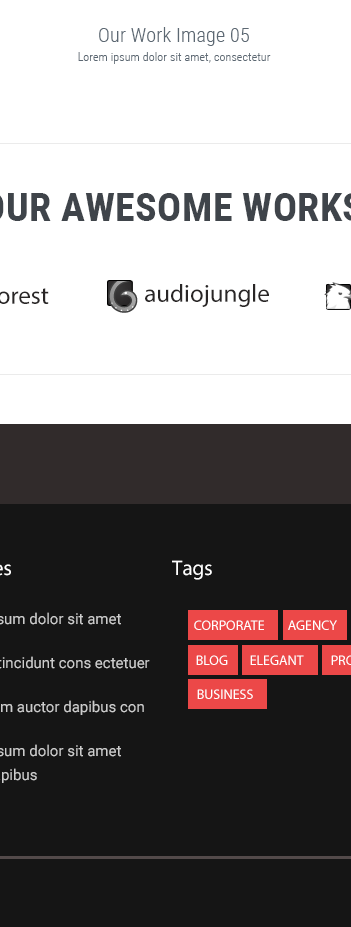 Our Work Image 05
Lorem ipsum dolor sit amet, consectetur
OUR AWESOME WORKS
orest
audiojungle
es
Tags
sum dolor sit amet
tincidunt cons ectetuer
m auctor dapibus con
sum dolor sit amet
pibus
CORPORATE AGENCY
BLOG ELEGANT PRO
BUSINESS